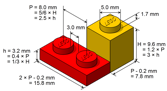 P = 8.0 mm
= 5/6 × H
= 2.5 × h
5.0 mm
1.7 mm
3.0 mm
h = 3.2 mm
= 0.4 × P
= 1/3 × H
H = 9.6 mm
= 1.2 × P
= 3 × h
2 × P - 0.2 mm
= 15.8 mm
P - 0.2 mm
= 7.8 mm